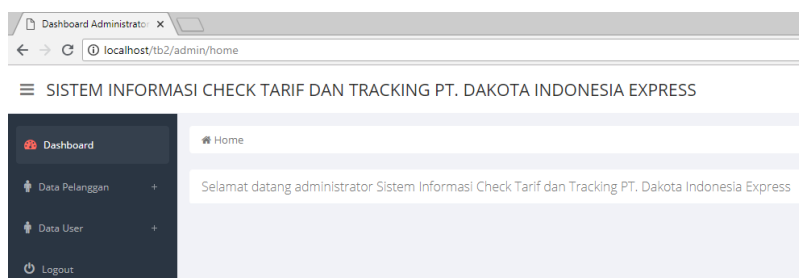 Dashboard Administrator
localhost/tb2/admin/home
SISTEM INFORMASI CHECK TARIF DAN TRACKING PT. DAKOTA INDONESIA EXPRESS
Dashboard
Home
Selamat datang administrator Sistem Informasi Check Tarif dan Tracking PT. Dakota Indonesia Express
Data Pelanggan +
Data User +
Logout